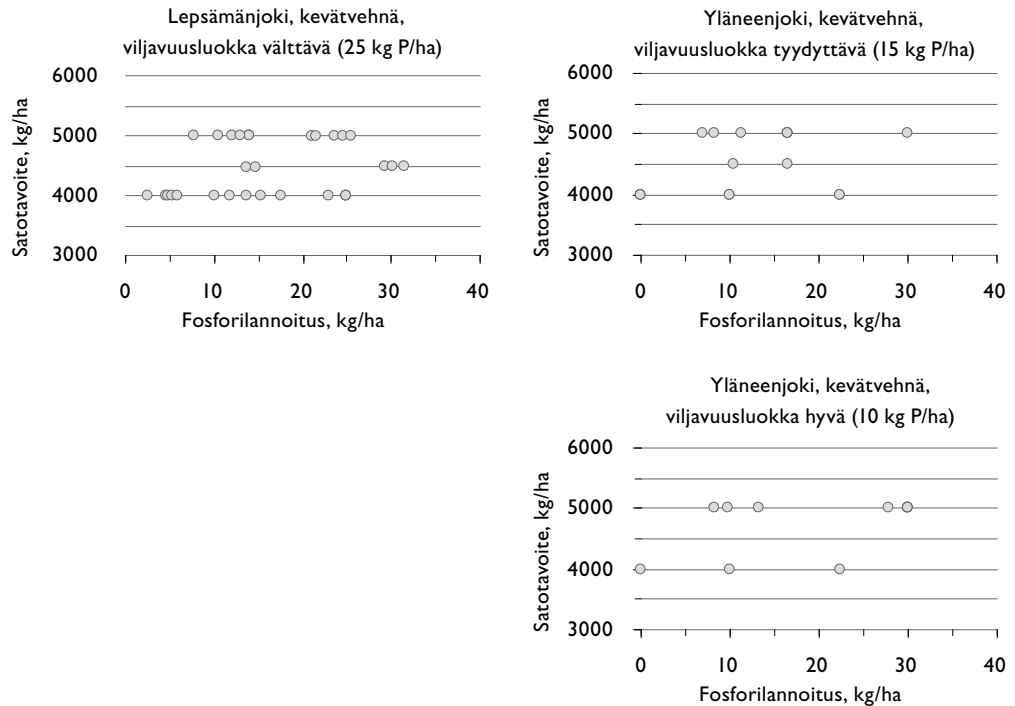 Lepsämänjoki, kevätvehnä,
viljavuusluokka välttävä (25 kg P/ha)
Satotavoite, kg/ha
6000
5000
4000
3000
0 10 20 30 40
Fosforilannoitus, kg/ha
Yläneenjoki, kevätvehnä,
viljavuusluokka tyydyttävä (15 kg P/ha)
Satotavoite, kg/ha
6000
5000
4000
3000
0 10 20 30 40
Fosforilannoitus, kg/ha
Yläneenjoki, kevätvehnä,
viljavuusluokka hyvä (10 kg P/ha)
Satotavoite, kg/ha
6000
5000
4000
3000
0 10 20 30 40
Fosforilannoitus, kg/ha